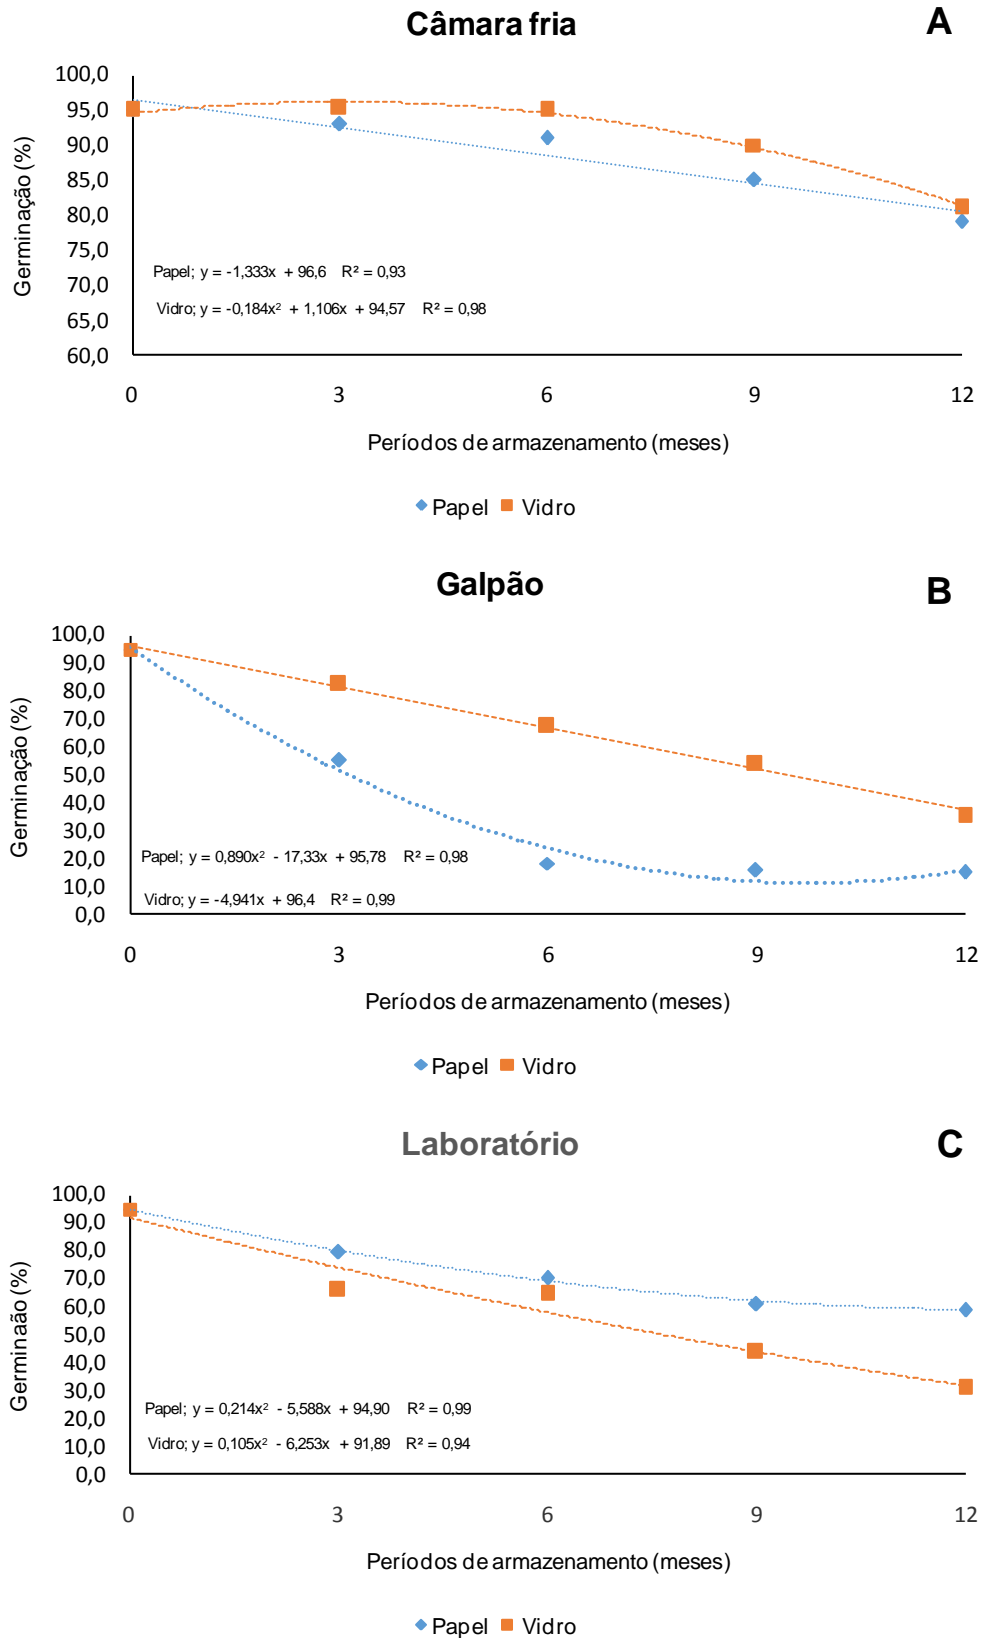 Câmara fria
A
100,0
95,0
90,0
85,0
80,0
75,0
70,0
65,0
60,0
Germinação (%)
Papel; y = -1,333x + 96,6 R² = 0,93
Vidro; y = -0,184x² + 1,106x + 94,57 R² = 0,98
0 3 6 9 12
Períodos de armazenamento (meses)
Papel Vidro
Galpão
B
100,0
90,0
80,0
70,0
60,0
50,0
40,0
30,0
20,0
10,0
0,0
Germinação (%)
Papel; y = 0,890x² - 17,33x + 95,78 R² = 0,98
Vidro; y = -4,941x + 96,4 R² = 0,99
0 3 6 9 12
Períodos de armazenamento (meses)
Papel Vidro
Laboratório
C
100,0
90,0
80,0
70,0
60,0
50,0
40,0
30,0
20,0
10,0
0,0
Germinaão (%)
Papel; y = 0,214x² - 5,588x + 94,90 R² = 0,99
Vidro; y = 0,105x² - 6,253x + 91,89 R² = 0,94
0 3 6 9 12
Períodos de armazenamento (meses)
Papel Vidro